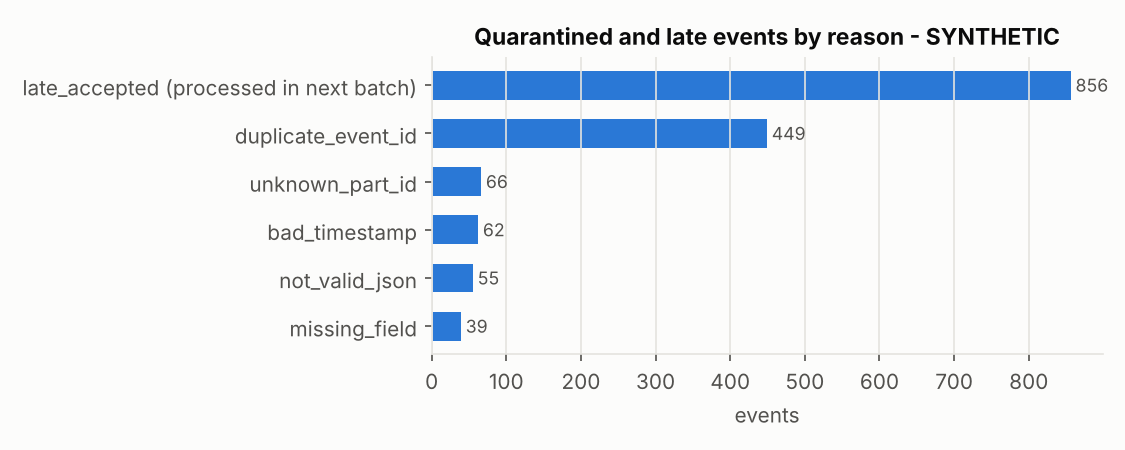 Quarantined and late events by reason - SYNTHETIC
late_accepted (processed in next batch) 856
duplicate_event_id 449
unknown_part_id 66
bad_timestamp 62
not_valid_json 55
missing_field 39
0 100 200 300 400 500 600 700 800
events